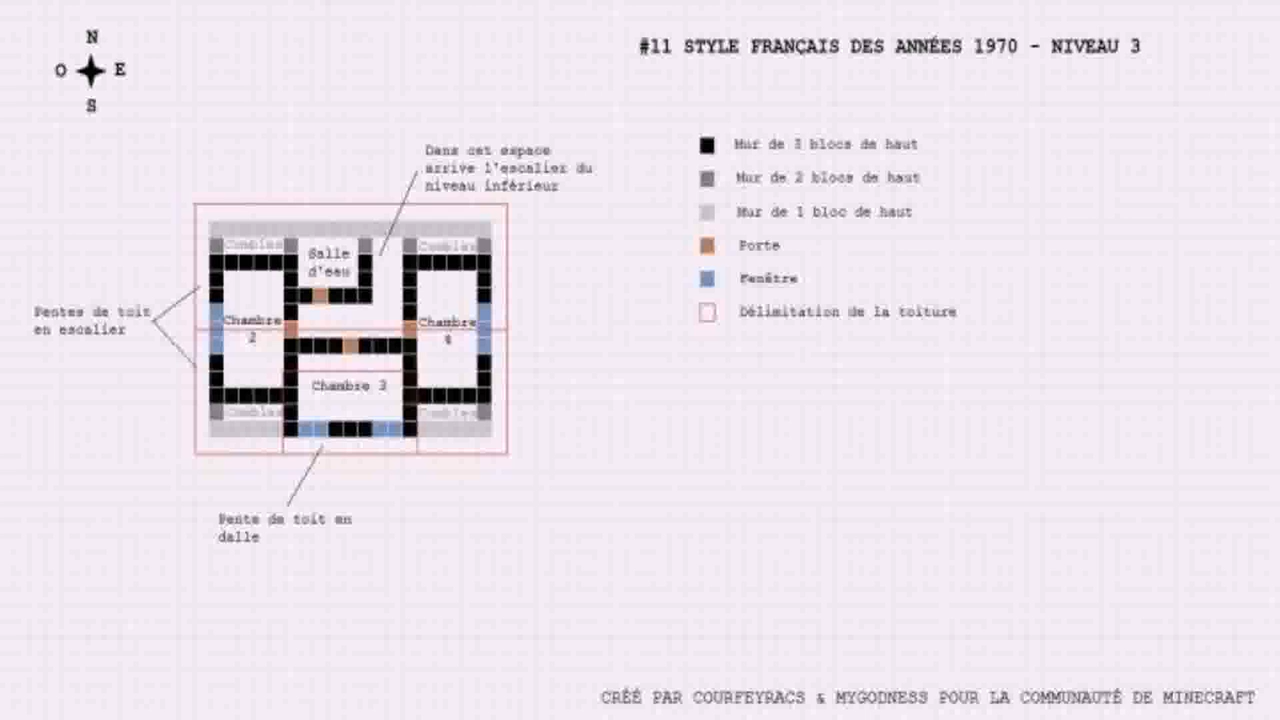 N
O E
S
#11 STYLE FRANÇAIS DES ANNÉES 1970 - NIVEAU 3
Dans cet espace
arrive l'escalier du
niveau inférieur
Mur de 3 blocs de haut
Mur de 2 blocs de haut
Mur de 1 bloc de haut
Porte
Fenêtre
Délimitation de la toiture
Combles
Combles
Salle
d'eau
Pentes de toit
en escalier
Chambre
2
Chambre
4
Chambre 3
Combles
Combles
Pente de toit en
dalle
CRÉÉ PAR COURFEYRACS & MYGODNESS POUR LA COMMUNAUTÉ DE MINECRAFT